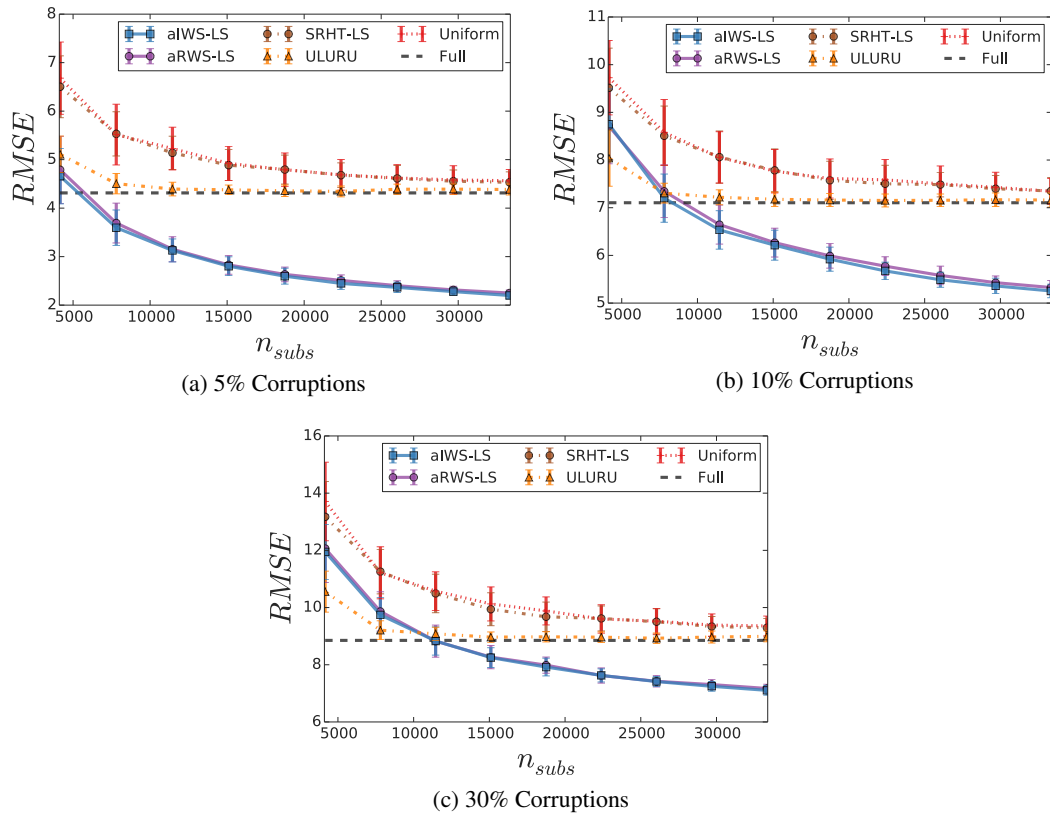 8
7
6
5
4
3
2
RMSE
5000 10000 15000 20000 25000 30000
n_subs
aIWS-LS SRHT-LS Uniform
aRWS-LS ULURU Full
(a) 5% Corruptions
11
10
9
8
7
6
5
RMSE
5000 10000 15000 20000 25000 30000
n_subs
aIWS-LS SRHT-LS Uniform
aRWS-LS ULURU Full
(b) 10% Corruptions
16
14
12
10
8
6
RMSE
5000 10000 15000 20000 25000 30000
n_subs
aIWS-LS SRHT-LS Uniform
aRWS-LS ULURU Full
(c) 30% Corruptions